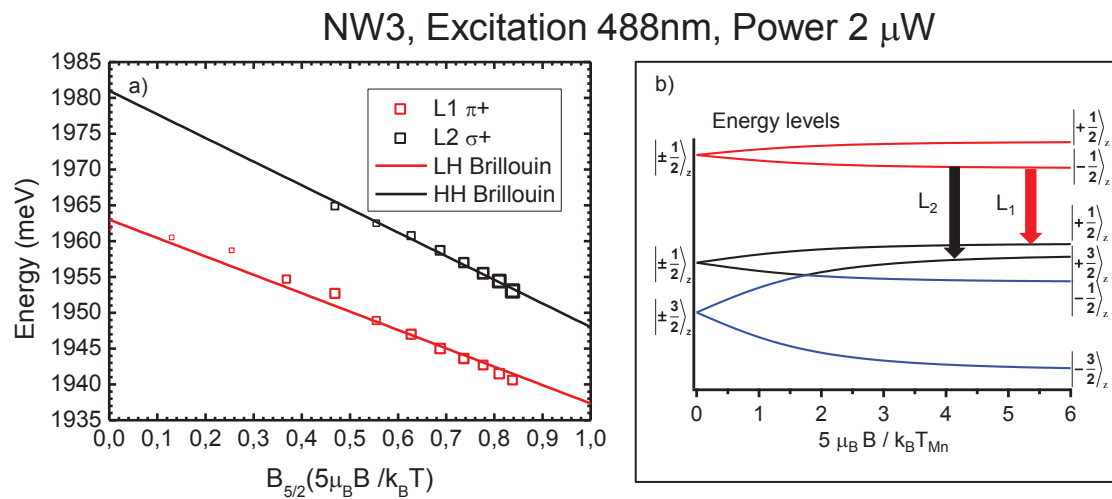 NW3, Excitation 488nm, Power 2 μW
a)
1985
1980
1975
1970
1965
1960
1955
1950
1945
1940
1935
Energy (meV)
L1 π+
L2 σ+
LH Brillouin
HH Brillouin
0,0 0,1 0,2 0,3 0,4 0,5 0,6 0,7 0,8 0,9 1,0
B5/2(5μBB /kBT)
b)
Energy levels
|±1/2⟩z
|±1/2⟩z
|±3/2⟩z
L2
L1
|+1/2⟩z
|-1/2⟩z
|+1/2⟩z
|+3/2⟩z
|-1/2⟩z
|-3/2⟩z
0 1 2 3 4 5 6
5 μB B / kBTMn